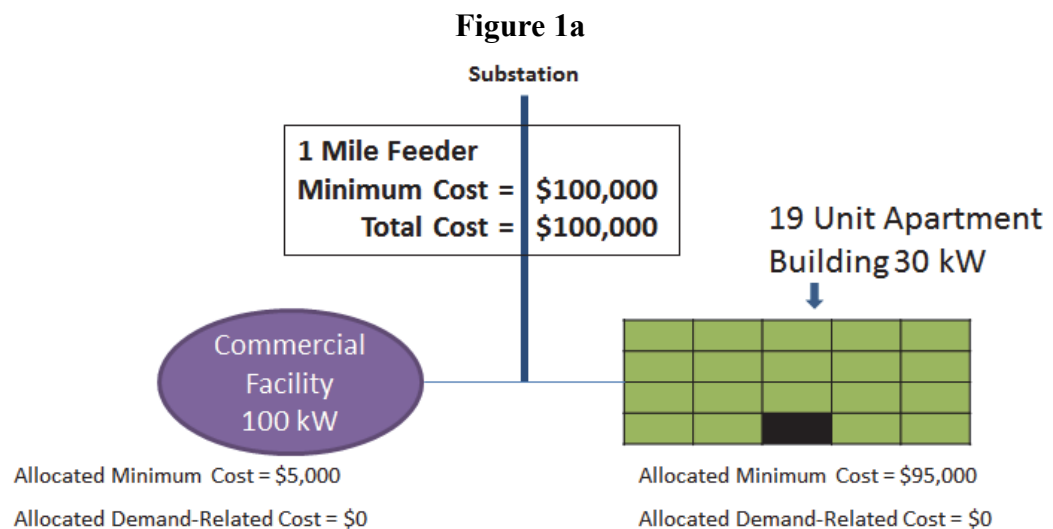 Figure 1a
Substation
1 Mile Feeder
Minimum Cost = $100,000
Total Cost = $100,000
19 Unit Apartment
Building 30 kW
Commercial
Facility
100 kW
Allocated Minimum Cost = $5,000
Allocated Demand-Related Cost = $0
Allocated Minimum Cost = $95,000
Allocated Demand-Related Cost = $0